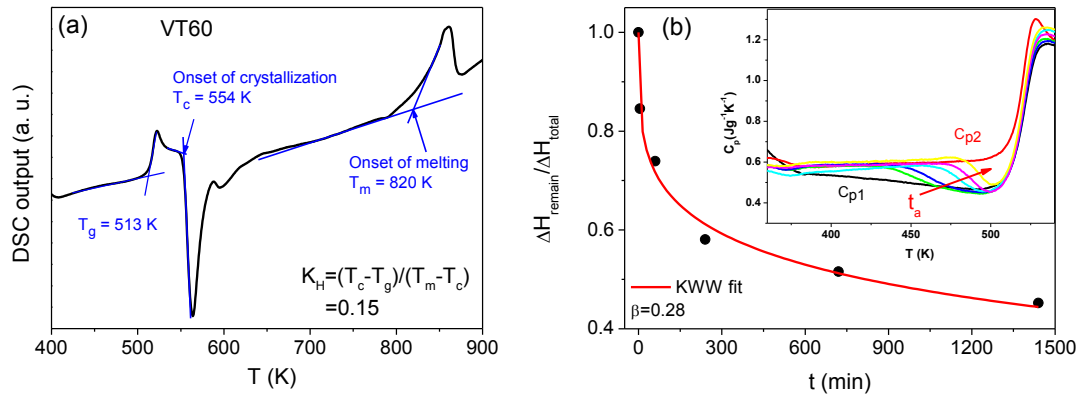 (a)
VT60
Onset of crystallization
T_c = 554 K
Onset of melting
T_m = 820 K
T_g = 513 K
K_H=(T_c-T_g)/(T_m-T_c)
=0.15
DSC output (a. u.)
400 500 600 700 800 900
T (K)
(b)
ΔH_remain/ΔH_total
1.0
0.8
0.6
0.4
KWW fit
β=0.28
0 300 600 900 1200 1500
t (min)
C_p(Jg⁻¹K⁻¹)
1.2
1.0
0.8
0.6
0.4
C_p2
C_p1
t_a
400 450 500
T (K)